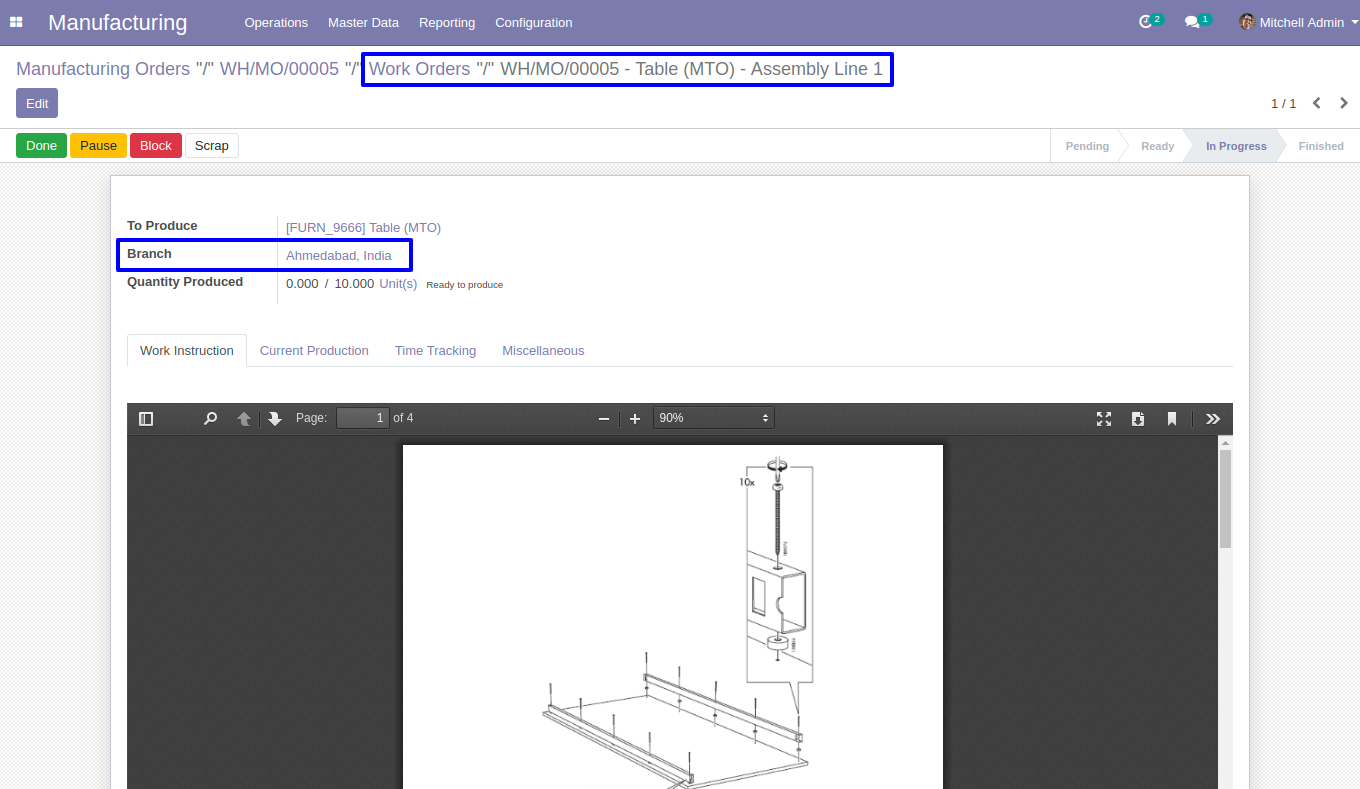 Manufacturing Operations Master Data Reporting Configuration 2 1 Mitchell Admin
Manufacturing Orders "/" WH/MO/00005 "/" Work Orders "/" WH/MO/00005 - Table (MTO) - Assembly Line 1
Edit 1 / 1
Done Pause Block Scrap Pending Ready In Progress Finished
To Produce [FURN_9666] Table (MTO)
Branch Ahmedabad, India
Quantity Produced 0.000 / 10.000 Unit(s) Ready to produce
Work Instruction Current Production Time Tracking Miscellaneous
Page: 1 of 4 90%
10x